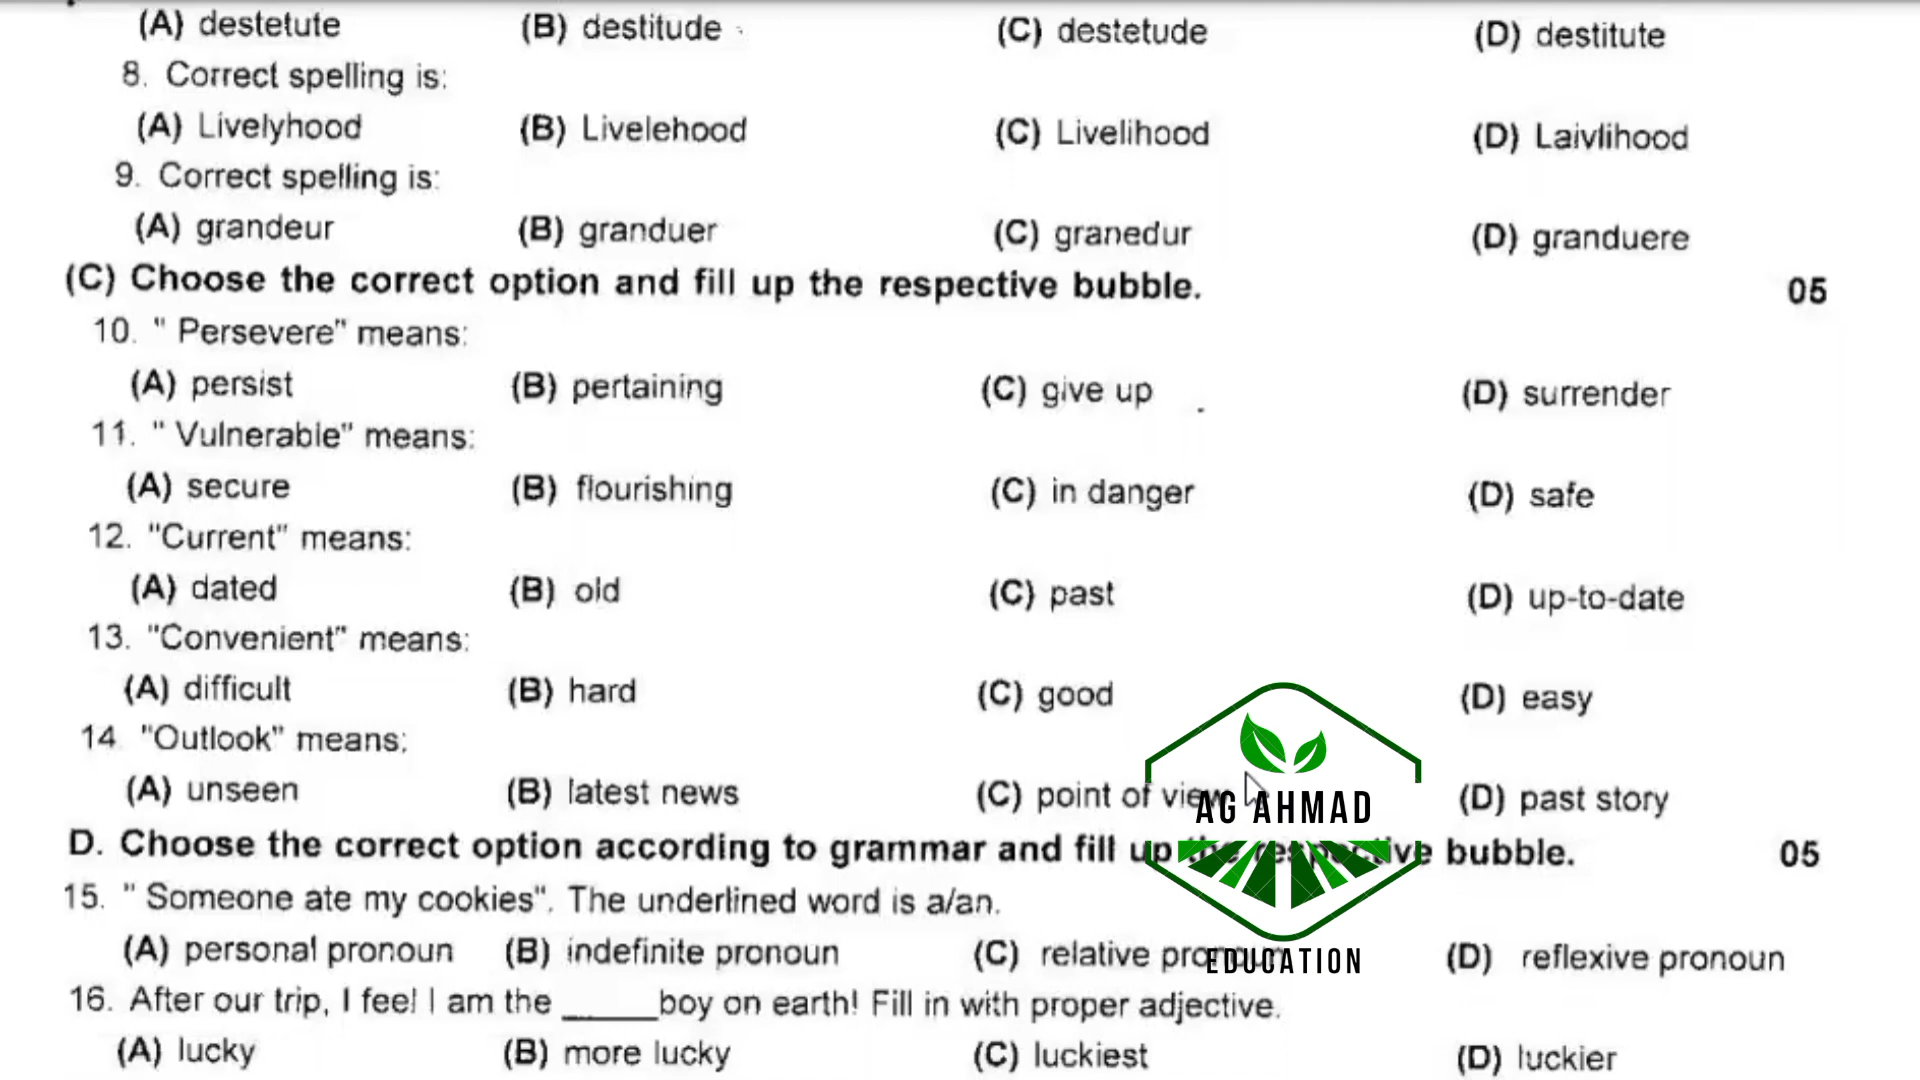 (A) destetute (B) destitude (C) destetude (D) destitute
8. Correct spelling is:
(A) Livelyhood (B) Livelehood (C) Livelihood (D) Laivlihood
9. Correct spelling is:
(A) grandeur (B) granduer (C) granedur (D) granduere
(C) Choose the correct option and fill up the respective bubble. 05
10. " Persevere" means:
(A) persist (B) pertaining (C) give up (D) surrender
11. " Vulnerable" means:
(A) secure (B) flourishing (C) in danger (D) safe
12. "Current" means:
(A) dated (B) old (C) past (D) up-to-date
13. "Convenient" means:
(A) difficult (B) hard (C) good (D) easy
14. "Outlook" means:
(A) unseen (B) latest news (C) point of view (D) past story
D. Choose the correct option according to grammar and fill up the respective bubble. 05
15. " Someone ate my cookies". The underlined word is a/an.
(A) personal pronoun (B) indefinite pronoun (C) relative pronoun (D) reflexive pronoun
16. After our trip, I feel I am the _____boy on earth! Fill in with proper adjective.
(A) lucky (B) more lucky (C) luckiest (D) luckier
AG AHMAD
EDUCATION